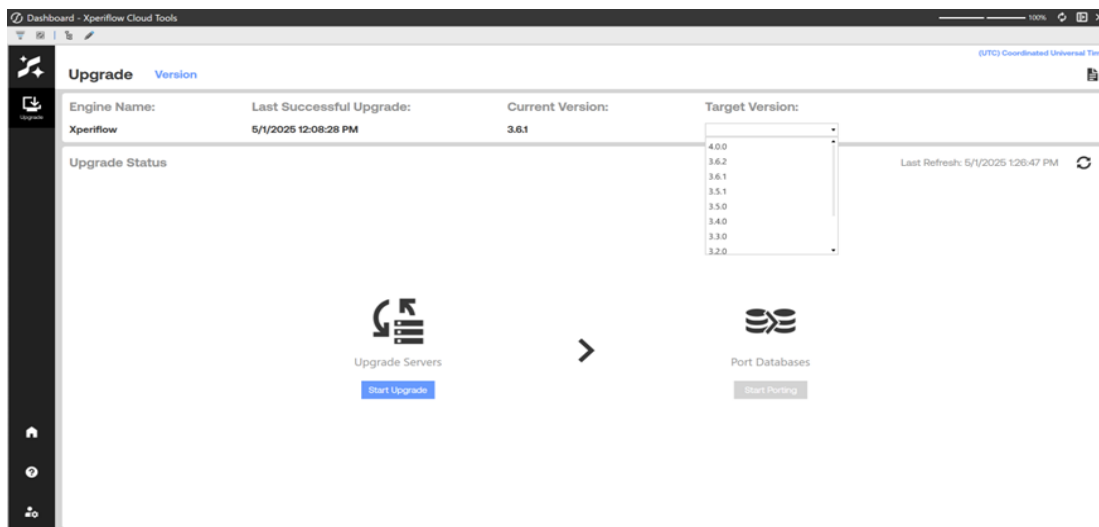 Dashboard - Xperiflow Cloud Tools
100%
(UTC) Coordinated Universal
Upgrade Version
Upgrade
Engine Name: Last Successful Upgrade: Current Version: Target Version:
Xperiflow 5/1/2025 12:08:28 PM 3.6.1
4.0.0
3.6.2
3.6.1
3.5.1
3.5.0
3.4.0
3.3.0
3.2.0
Upgrade Status Last Refresh: 5/1/2025 1:26:47 PM
Upgrade Servers Port Databases
Start Upgrade Start Porting